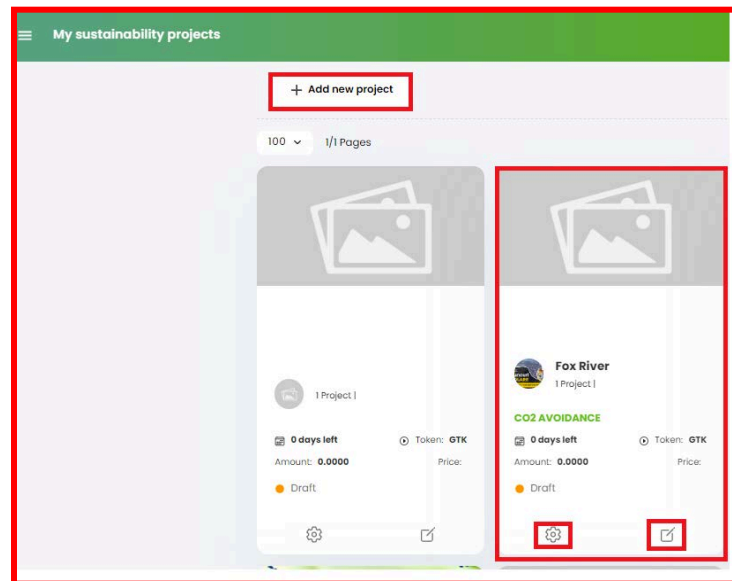 My sustainability projects
+ Add new project
100
1/1 Pages
1 Project |
0 days left
Token: GTK
Amount: 0.0000
Price:
Draft
Fox River
1 Project |
CO2 AVOIDANCE
0 days left
Token: GTK
Amount: 0.0000
Price:
Draft